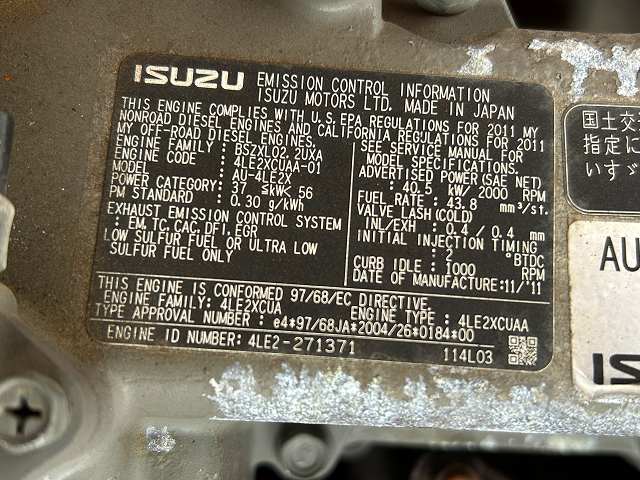 ISUZU EMISSION CONTROL INFORMATION
ISUZU MOTORS LTD. MADE IN JAPAN
THIS ENGINE COMPLIES WITH U.S.EPA REGULATIONS FOR 2011 MY
NONROAD DIESEL ENGINES AND CALIFORNIA REGULATIONS FOR 2011
MY OFF-ROAD DIESEL ENGINES.
ENGINE FAMILY : BSZXL02.2UXA
ENGINE CODE : 4LE2XCUAA-01
MODEL : AU-4LE2X
POWER CATEGORY: 37 ≤kW< 56
PM STANDARD : 0.30 g/kWh
EXHAUST EMISSION CONTROL SYSTEM
: EM, TC, CAC, DFI, EGR
LOW SULFUR FUEL OR ULTRA LOW
SULFUR FUEL ONLY
SEE SERVICE MANUAL FOR
MODEL SPECIFICATIONS.
ADVERTISED POWER(SAE NET)
: 40.5 kW/ 2000 RPM
FUEL RATE : 43.8 mm³/st.
VALVE LASH(COLD)
INL/EXH : 0.4 / 0.4 mm
INITIAL INJECTION TIMING
: 2 °BTDC
CURB IDLE : 1000 RPM
DATE OF MANUFACTURE:11/'11
THIS ENGINE IS CONFORMED 97/68/EC DIRECTIVE.
ENGINE FAMILY: 4LE2XCUA ENGINE TYPE : 4LE2XCUAA
TYPE APPROVAL NUMBER : e4*97/68JA*2004/26*0184*00
ENGINE ID NUMBER: 4LE2-271371 114L03
国土交
指定に
いすゞ
AU
IS